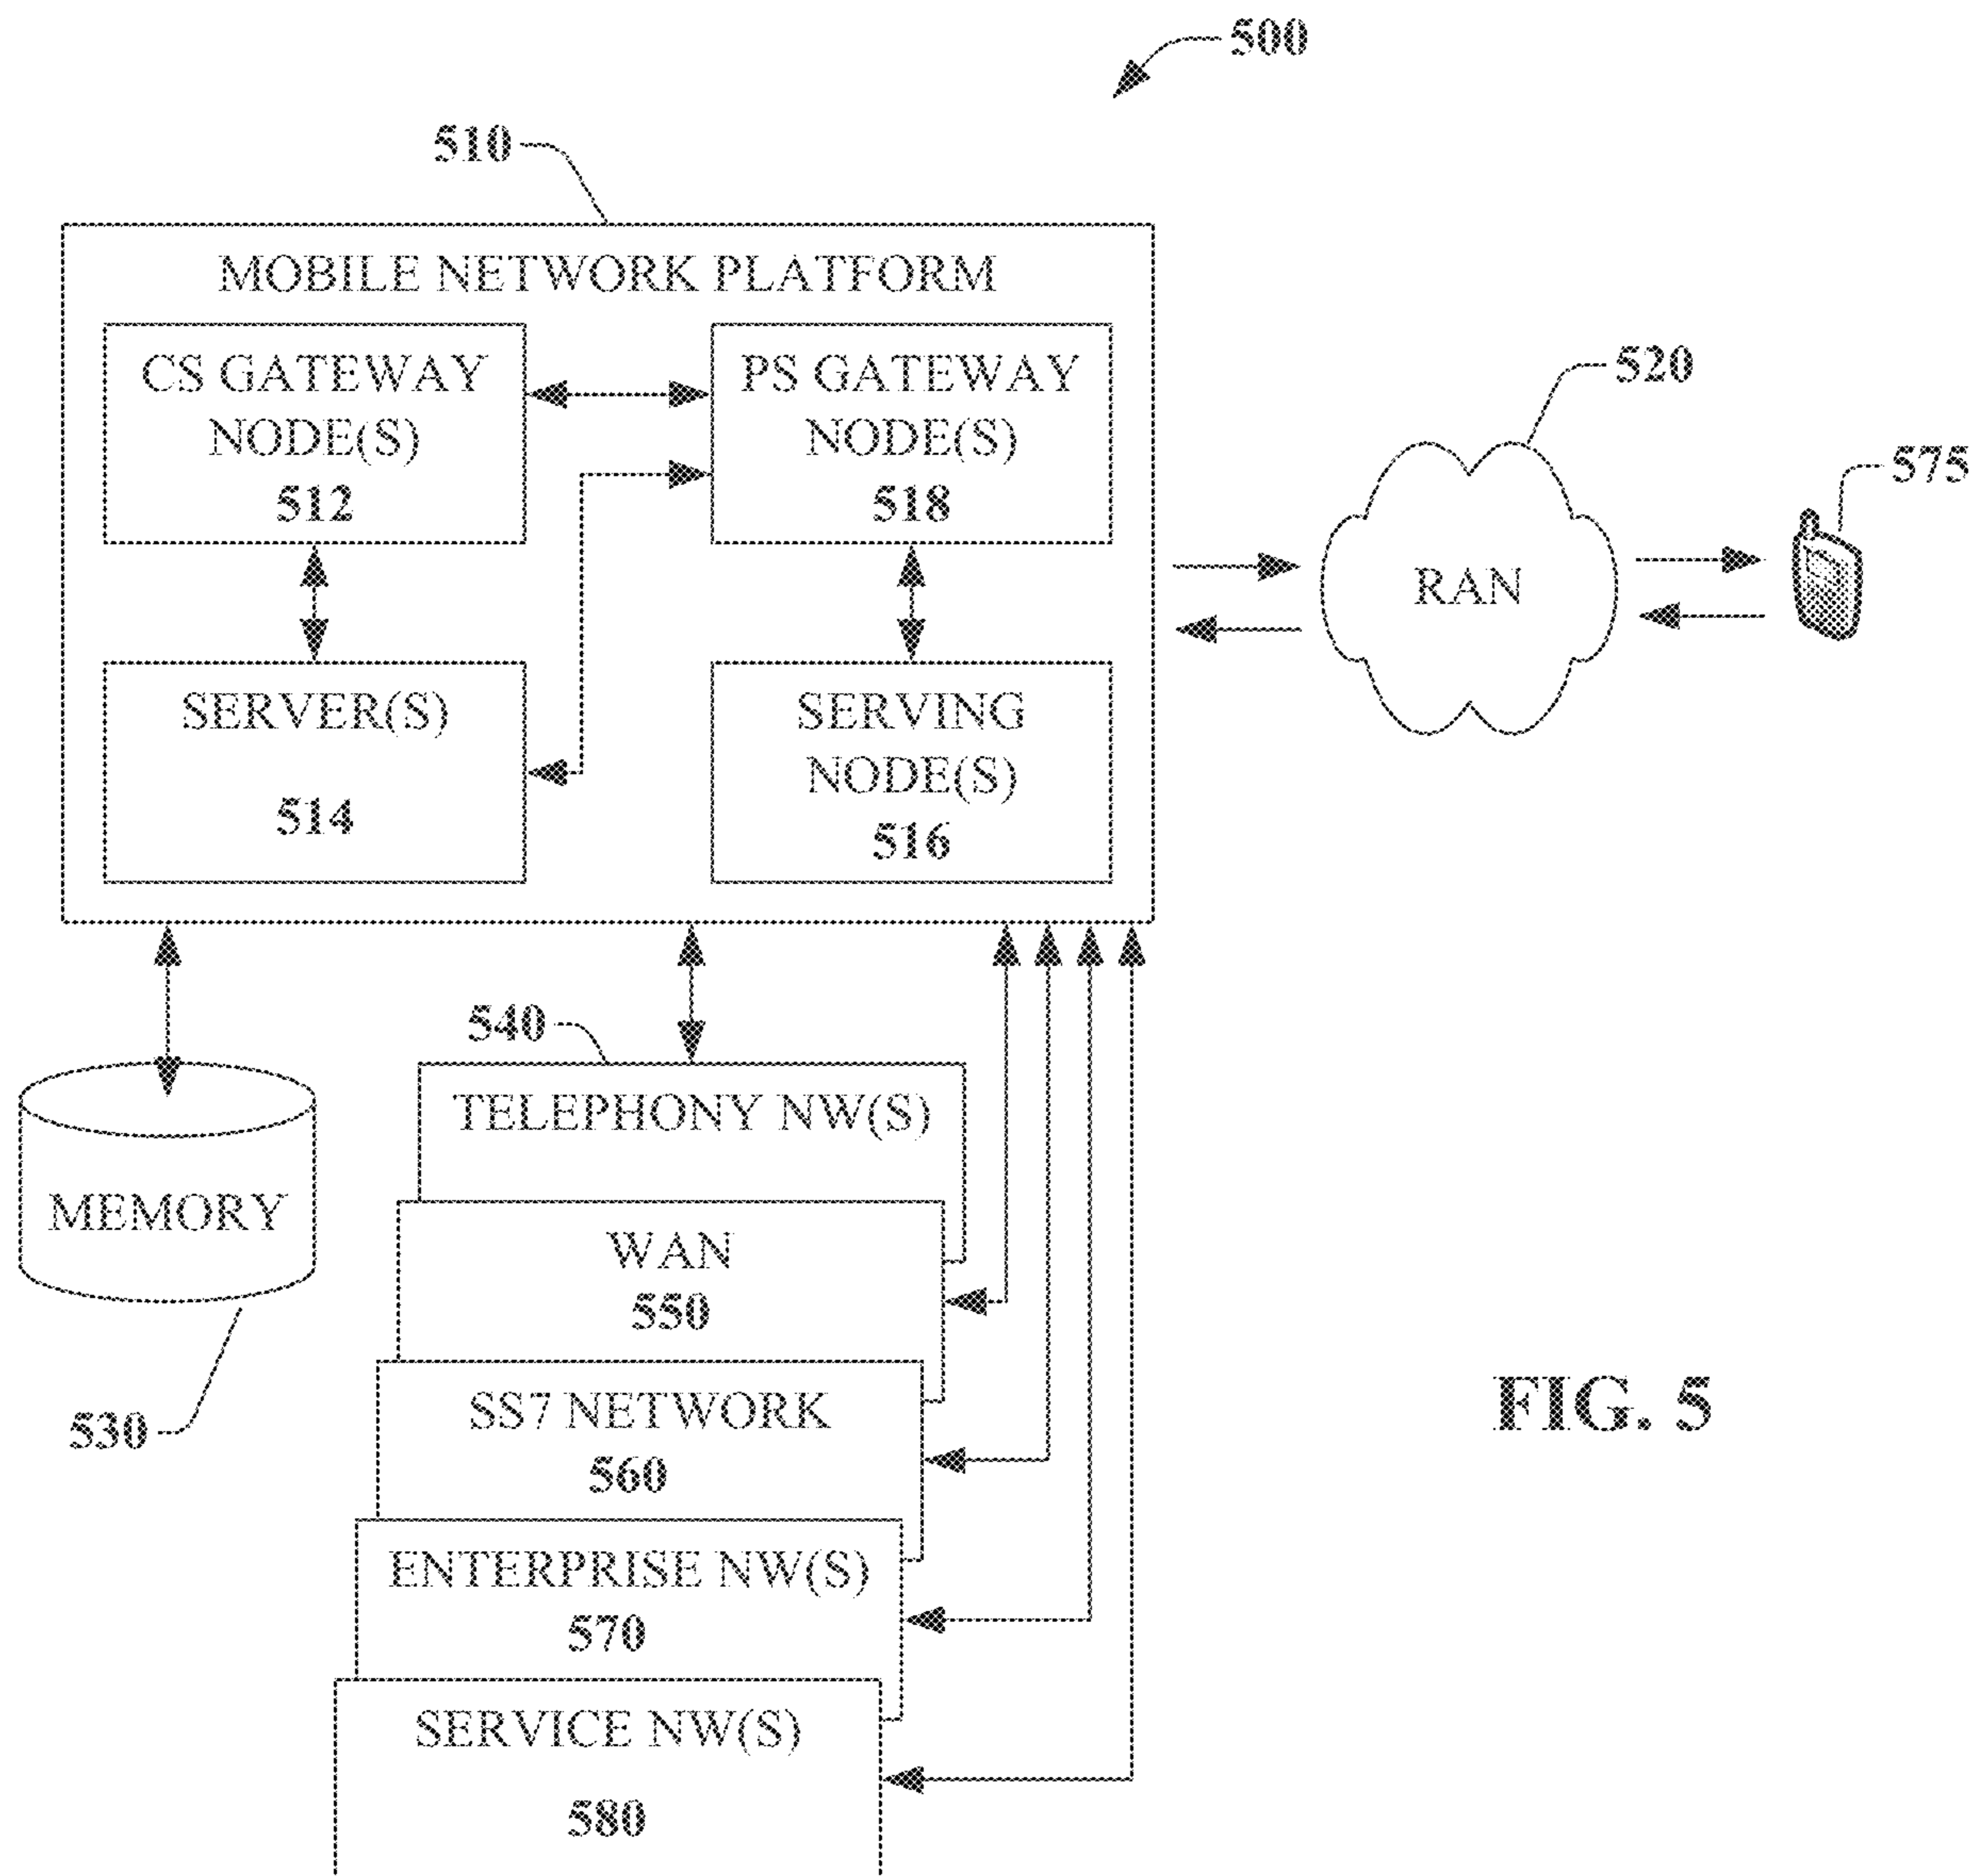 500
510
MOBILE NETWORK PLATFORM
CS GATEWAY
NODE(S)
512
PS GATEWAY
NODE(S)
518
SERVER(S)
514
SERVING
NODE(S)
516
520
RAN
575
540
TELEPHONY NW(S)
MEMORY
530
WAN
550
SS7 NETWORK
560
ENTERPRISE NW(S)
570
SERVICE NW(S)
580
FIG. 5